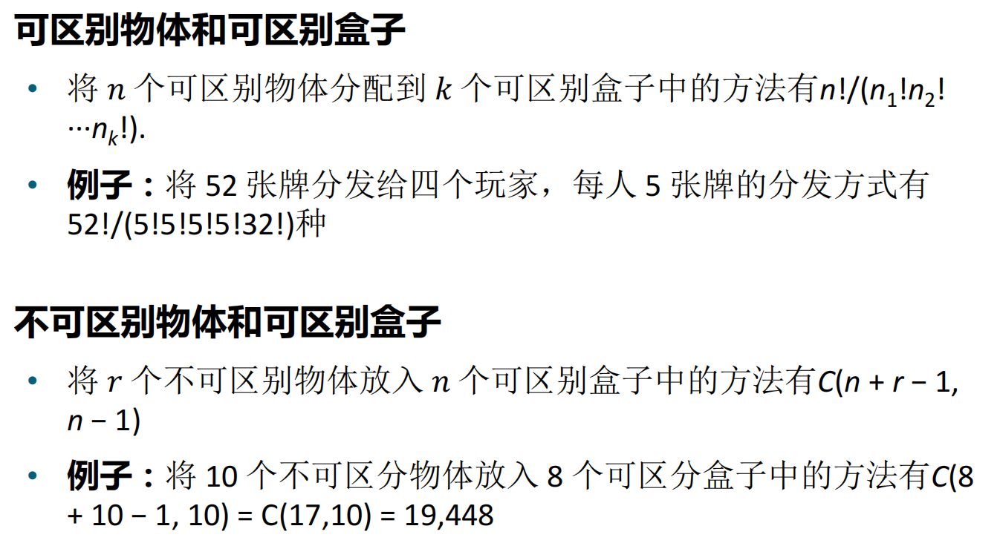 可区别物体和可区别盒子
• 将 n 个可区别物体分配到 k 个可区别盒子中的方法有n!/(n₁!n₂!
⋯nₖ!).
• 例子：将 52 张牌分发给四个玩家，每人 5 张牌的分发方式有
52!/(5!5!5!5!32!)种
不可区别物体和可区别盒子
• 将 r 个不可区别物体放入 n 个可区别盒子中的方法有C(n + r − 1,
n − 1)
• 例子：将 10 个不可区分物体放入 8 个可区分盒子中的方法有C(8
+ 10 − 1, 10) = C(17,10) = 19,448